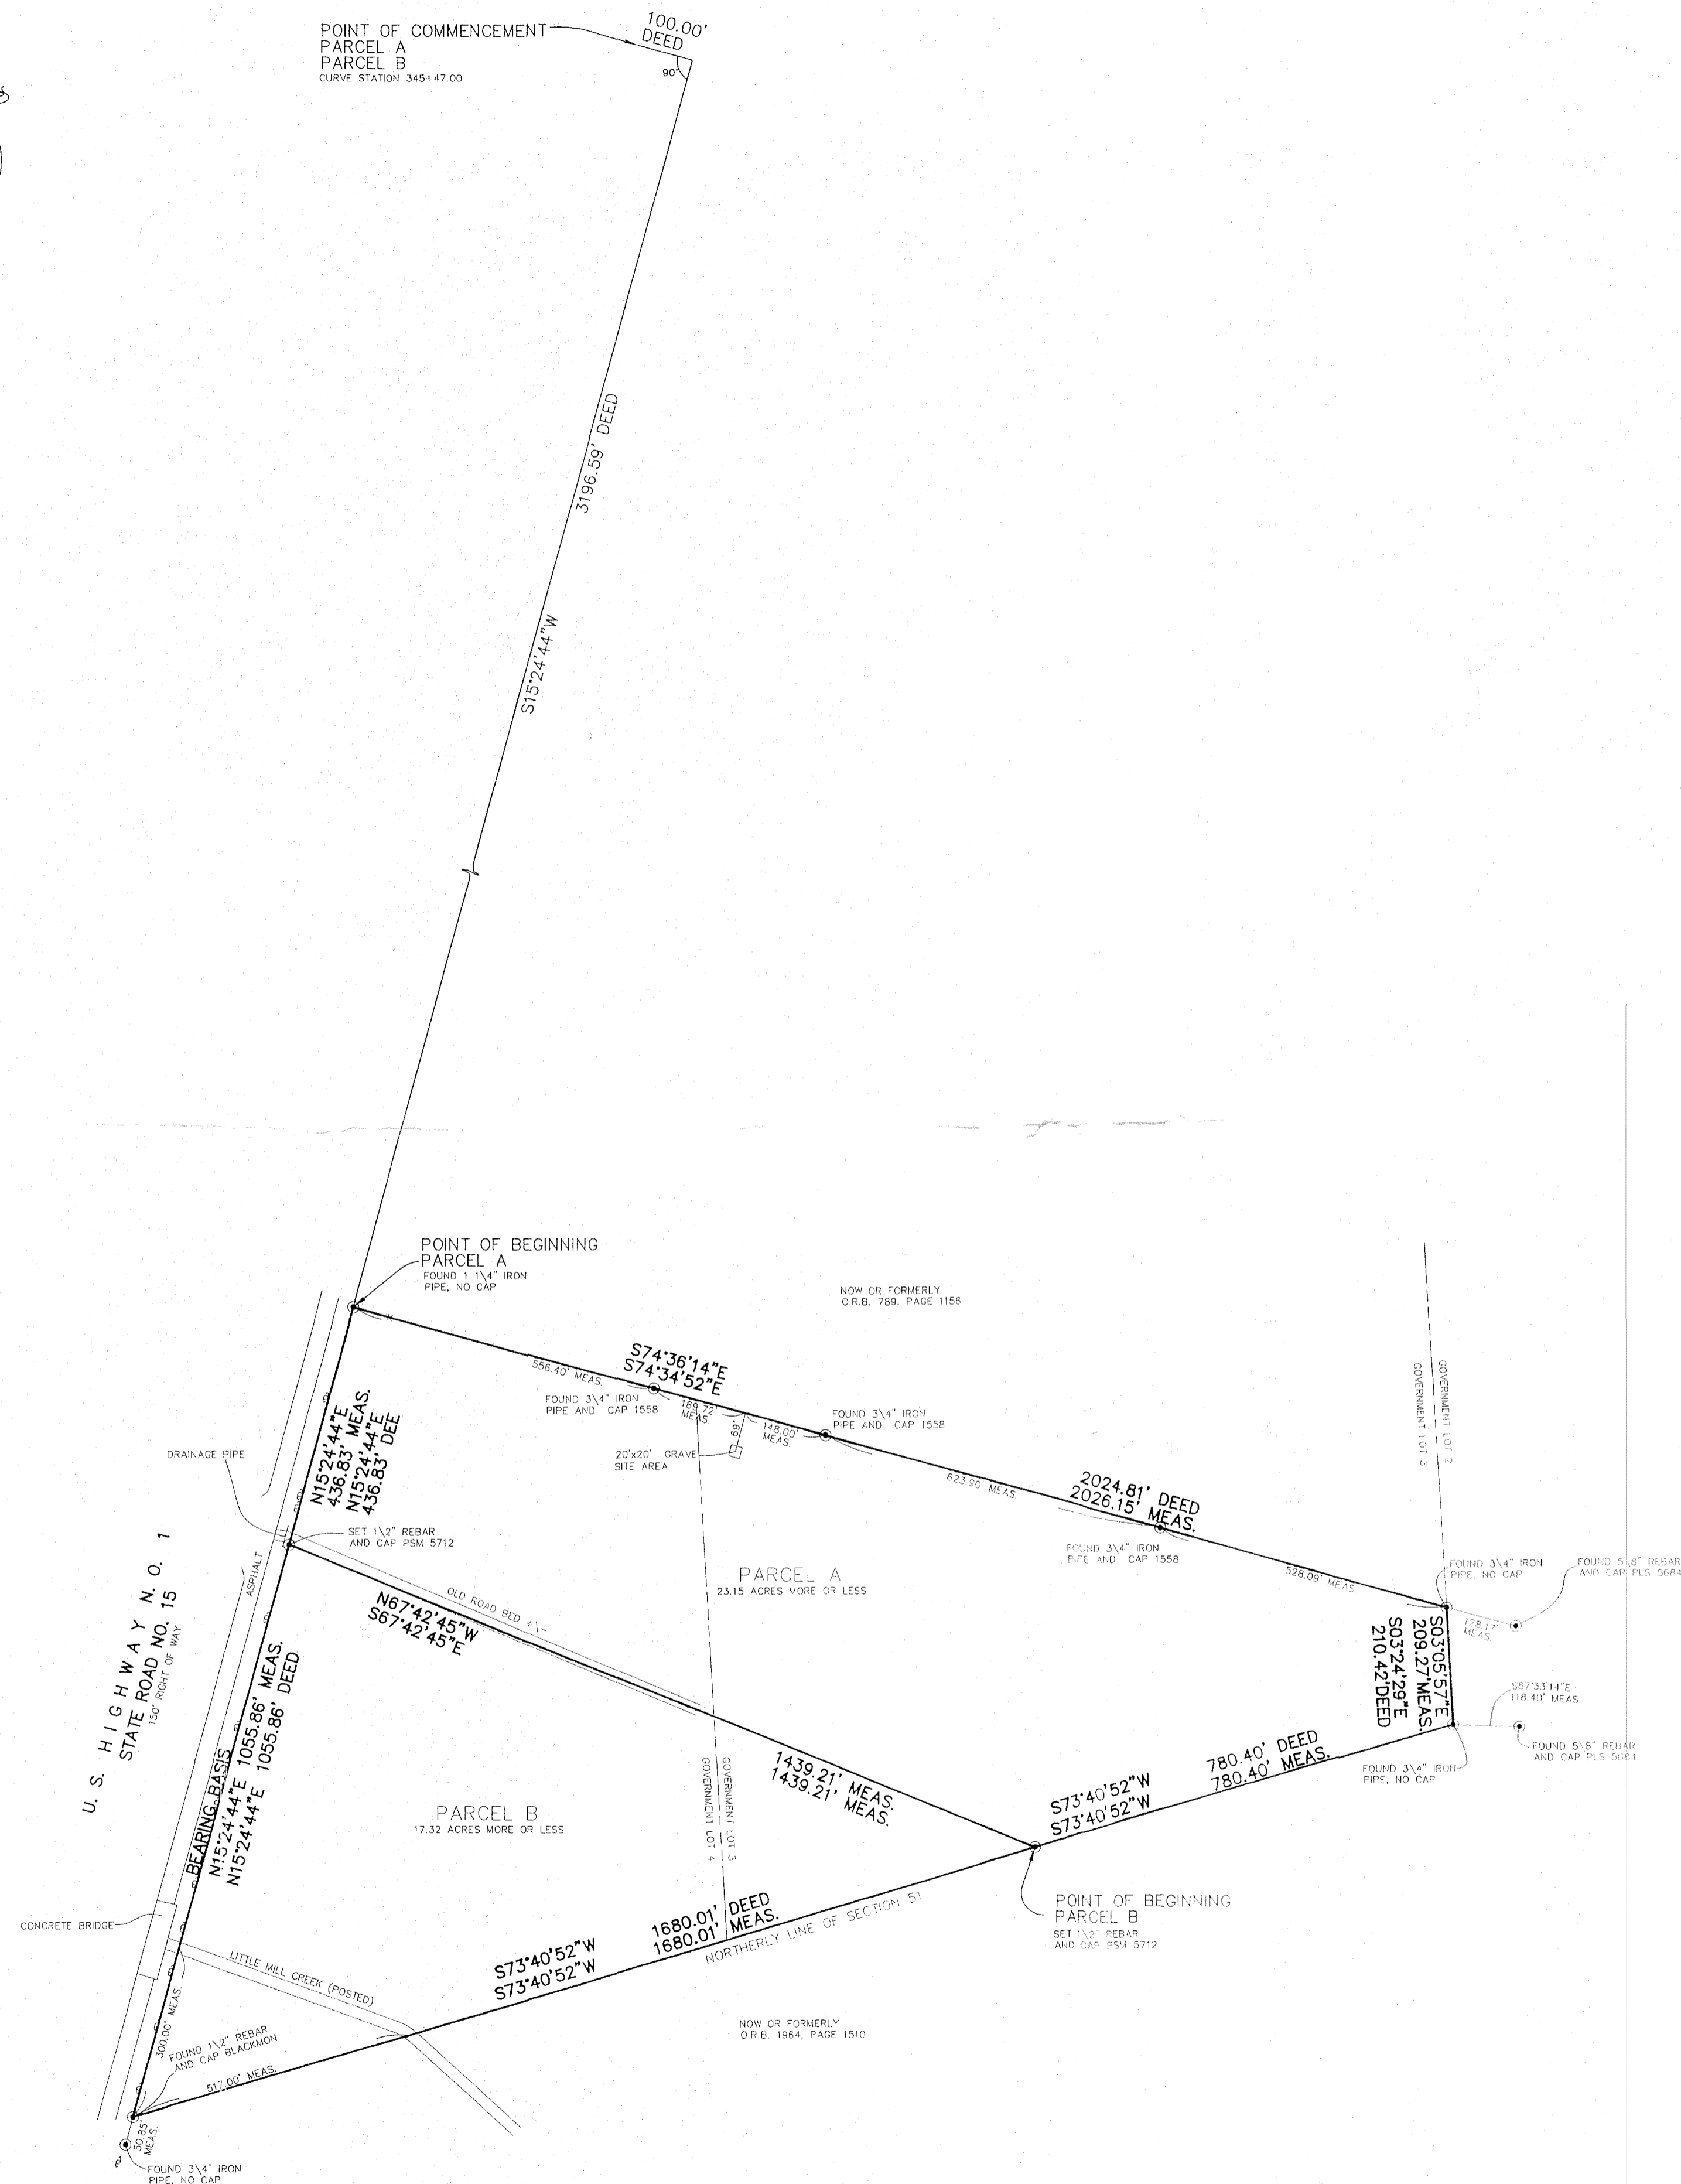 100.00'
DEED
POINT OF COMMENCEMENT
PARCEL A
PARCEL B
CURVE STATION 345+47.00
90°
3196.59' DEED
S15°24'44"W
POINT OF BEGINNING
PARCEL A
FOUND 1 1\4" IRON
PIPE, NO CAP
NOW OR FORMERLY
O.R.B. 789, PAGE 1156
S74°36'14"E
S74°34'52"E
556.40' MEAS.
FOUND 3\4" IRON
PIPE AND CAP 1558
169.72'
MEAS.
148.00'
MEAS.
69'
FOUND 3\4" IRON
PIPE AND CAP 1558
20'x20' GRAVE
SITE AREA
623.90' MEAS.
2024.81' DEED
2026.15' MEAS.
FOUND 3\4" IRON
PIPE AND CAP 1558
528.09' MEAS
GOVERNMENT LOT 2
GOVERNMENT LOT 3
FOUND 3\4" IRON
PIPE, NO CAP
FOUND 5\8" REBAR
AND CAP PLS 5684
128.17'
MEAS.
S03°05'57"E
209.27'MEAS.
S03°24'29"E
210.42'DEED
S87°33'14"E
118.40' MEAS.
FOUND 5\8" REBAR
AND CAP PLS 5684
FOUND 3\4" IRON
PIPE, NO CAP
N15°24'44"E
436.83' MEAS.
N15°24'44"E
436.83' DEE
DRAINAGE PIPE
SET 1\2" REBAR
AND CAP PSM 5712
ASPHALT
U. S. HIGHWAY N.O. 1
STATE ROAD NO. 15
150' RIGHT OF WAY
OLD ROAD BED +\-
N67°42'45"W
S67°42'45"E
PARCEL A
23.15 ACRES MORE OR LESS
1439.21' MEAS.
1439.21' MEAS.
780.40' DEED
780.40' MEAS.
S73°40'52"W
S73°40'52"W
BEARING BASIS
N15°24'44"E 1055.86' MEAS.
N15°24'44"E 1055.86' DEED
PARCEL B
17.32 ACRES MORE OR LESS
GOVERNMENT LOT 3
GOVERNMENT LOT 4
POINT OF BEGINNING
PARCEL B
SET 1\2" REBAR
AND CAP PSM 5712
1680.01' DEED
1680.01' MEAS.
NORTHERLY LINE OF SECTION 51
S73°40'52"W
S73°40'52"W
CONCRETE BRIDGE
LITTLE MILL CREEK (POSTED)
NOW OR FORMERLY
O.R.B. 1964, PAGE 1510
300.00' MEAS.
FOUND 1\2" REBAR
AND CAP BLACKMON
517.00' MEAS.
50.85'
MEAS.
FOUND 3\4" IRON
PIPE, NO CAP